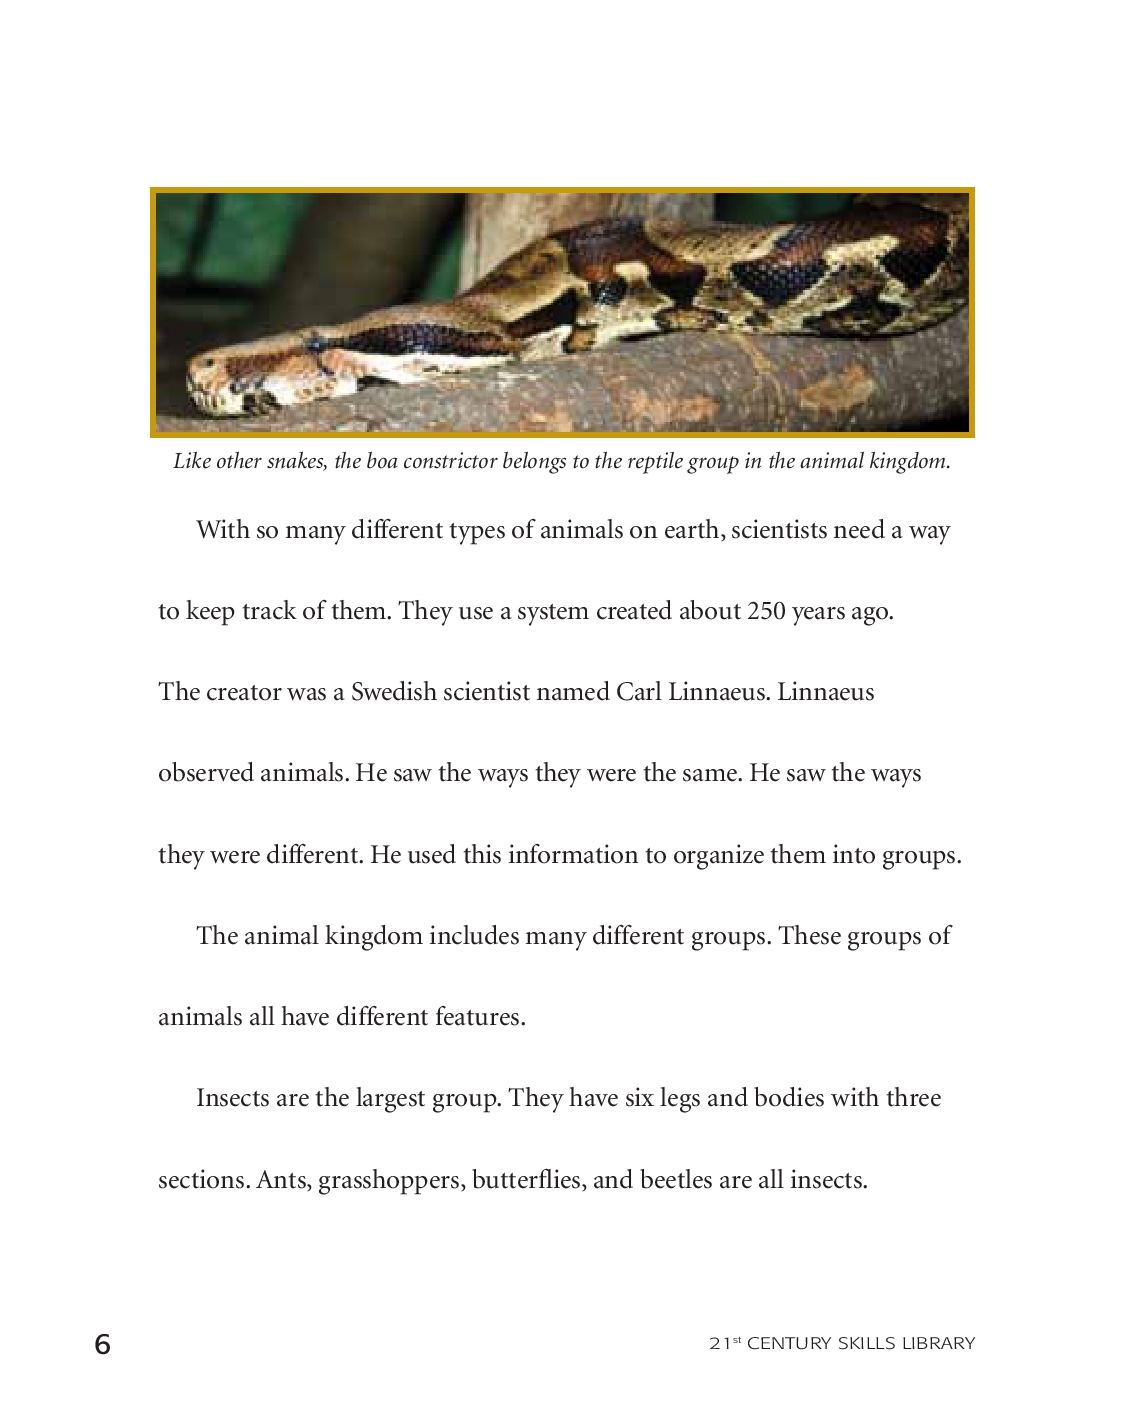 Like other snakes, the boa constrictor belongs to the reptile group in the animal kingdom.
With so many different types of animals on earth, scientists need a way
to keep track of them. They use a system created about 250 years ago.
The creator was a Swedish scientist named Carl Linnaeus. Linnaeus
observed animals. He saw the ways they were the same. He saw the ways
they were different. He used this information to organize them into groups.
The animal kingdom includes many different groups. These groups of
animals all have different features.
Insects are the largest group. They have six legs and bodies with three
sections. Ants, grasshoppers, butterflies, and beetles are all insects.
6
21st CENTURY SKILLS LIBRARY